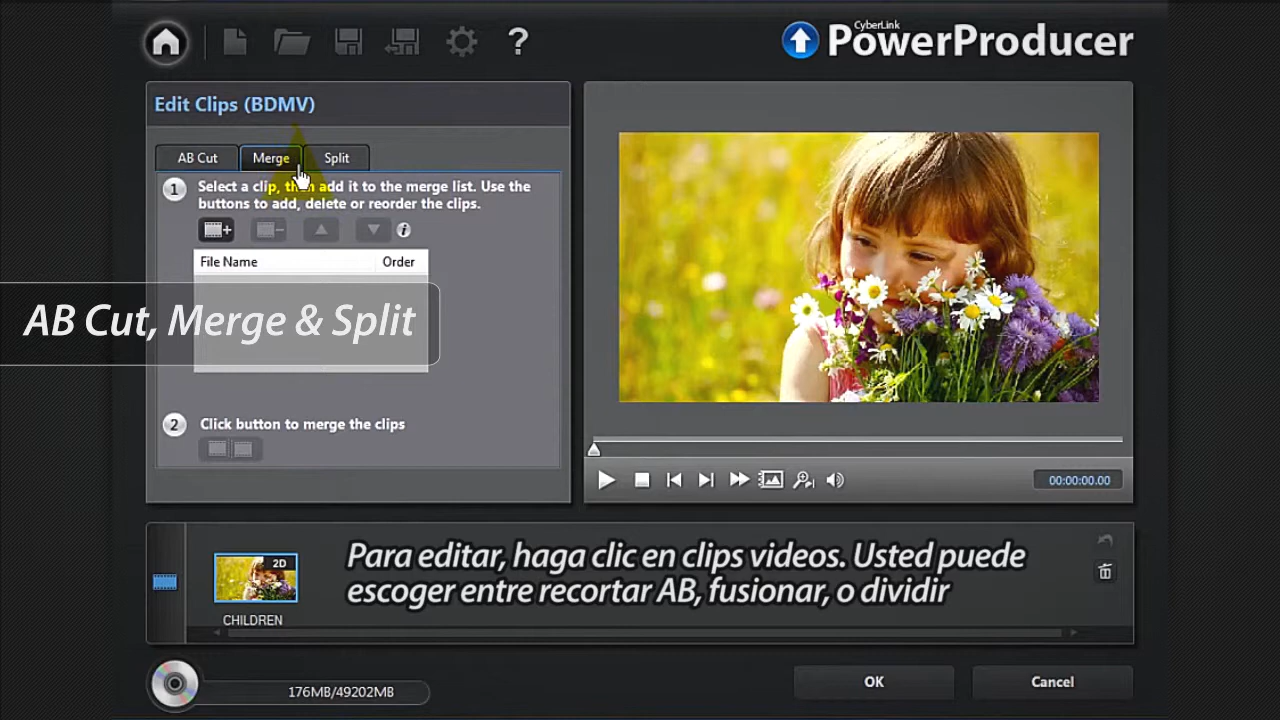 CyberLink
PowerProducer
Edit Clips (BDMV)
AB Cut
Merge
Split
1
Select a clip, then add it to the merge list. Use the
buttons to add, delete or reorder the clips.
File Name
Order
AB Cut, Merge & Split
2
Click button to merge the clips
00:00:00.00
2D
CHILDREN
Para editar, haga clic en clips videos. Usted puede
escoger entre recortar AB, fusionar, o dividir
176MB/49202MB
OK
Cancel